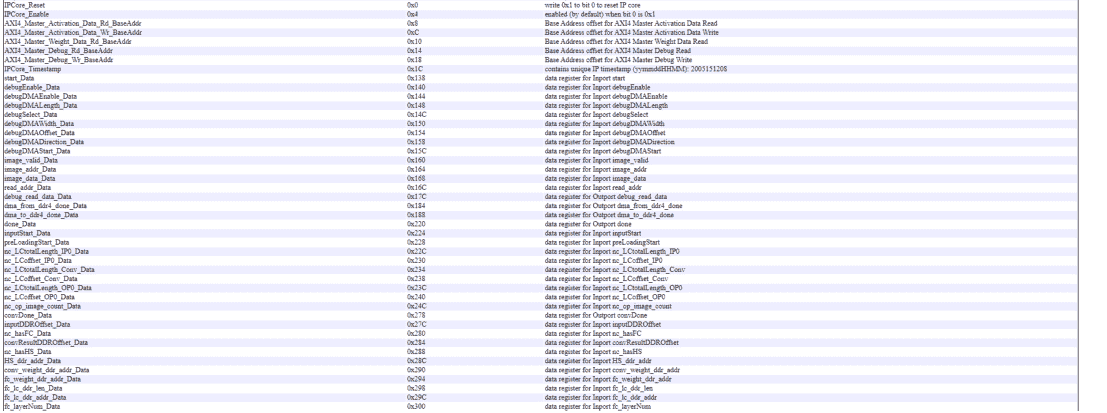 IPCore_Reset 0x0 write 0x1 to bit 0 to reset IP core
IPCore_Enable 0x4 enabled (by default) when bit 0 is 0x1
AXI4_Master_Activation_Data_Rd_BaseAddr 0x8 Base Address offset for AXI4 Master Activation Data Read
AXI4_Master_Activation_Data_Wr_BaseAddr 0xC Base Address offset for AXI4 Master Activation Data Write
AXI4_Master_Weight_Data_Rd_BaseAddr 0x10 Base Address offset for AXI4 Master Weight Data Read
AXI4_Master_Debug_Rd_BaseAddr 0x14 Base Address offset for AXI4 Master Debug Read
AXI4_Master_Debug_Wr_BaseAddr 0x18 Base Address offset for AXI4 Master Debug Write
IPCore_Timestamp 0x1C contains unique IP timestamp (yymmddHHMM): 2005151208
start_Data 0x138 data register for Inport start
debugEnable_Data 0x140 data register for Inport debugEnable
debugDMAEnable_Data 0x144 data register for Inport debugDMAEnable
debugDMALength_Data 0x148 data register for Inport debugDMALength
debugSelect_Data 0x14C data register for Inport debugSelect
debugDMAWidth_Data 0x150 data register for Inport debugDMAWidth
debugDMAOffset_Data 0x154 data register for Inport debugDMAOffset
debugDMADirection_Data 0x158 data register for Inport debugDMADirection
debugDMAStart_Data 0x15C data register for Inport debugDMAStart
image_valid_Data 0x160 data register for Inport image_valid
image_addr_Data 0x164 data register for Inport image_addr
image_data_Data 0x168 data register for Inport image_data
read_addr_Data 0x16C data register for Inport read_addr
debug_read_data_Data 0x17C data register for Outport debug_read_data
dma_from_ddr4_done_Data 0x184 data register for Outport dma_from_ddr4_done
dma_to_ddr4_done_Data 0x188 data register for Outport dma_to_ddr4_done
done_Data 0x220 data register for Outport done
inputStart_Data 0x224 data register for Inport inputStart
preLoadingStart_Data 0x228 data register for Inport preLoadingStart
nc_LCtotalLength_IP0_Data 0x22C data register for Inport nc_LCtotalLength_IP0
nc_LCoffset_IP0_Data 0x230 data register for Inport nc_LCoffset_IP0
nc_LCtotalLength_Conv_Data 0x234 data register for Inport nc_LCtotalLength_Conv
nc_LCoffset_Conv_Data 0x238 data register for Inport nc_LCoffset_Conv
nc_LCtotalLength_OP0_Data 0x23C data register for Inport nc_LCtotalLength_OP0
nc_LCoffset_OP0_Data 0x240 data register for Inport nc_LCoffset_OP0
nc_op_image_count_Data 0x24C data register for Inport nc_op_image_count
convDone_Data 0x278 data register for Outport convDone
inputDDROffset_Data 0x27C data register for Inport inputDDROffset
nc_hasFC_Data 0x280 data register for Inport nc_hasFC
convResultDDROffset_Data 0x284 data register for Inport convResultDDROffset
nc_hasHS_Data 0x288 data register for Inport nc_hasHS
HS_ddr_addr_Data 0x28C data register for Inport HS_ddr_addr
conv_weight_ddr_addr_Data 0x290 data register for Inport conv_weight_ddr_addr
fc_weight_ddr_addr_Data 0x294 data register for Inport fc_weight_ddr_addr
fc_lc_ddr_len_Data 0x298 data register for Inport fc_lc_ddr_len
fc_lc_ddr_addr_Data 0x29C data register for Inport fc_lc_ddr_addr
fc_layerNum_Data 0x300 data register for Inport fc_layerNum